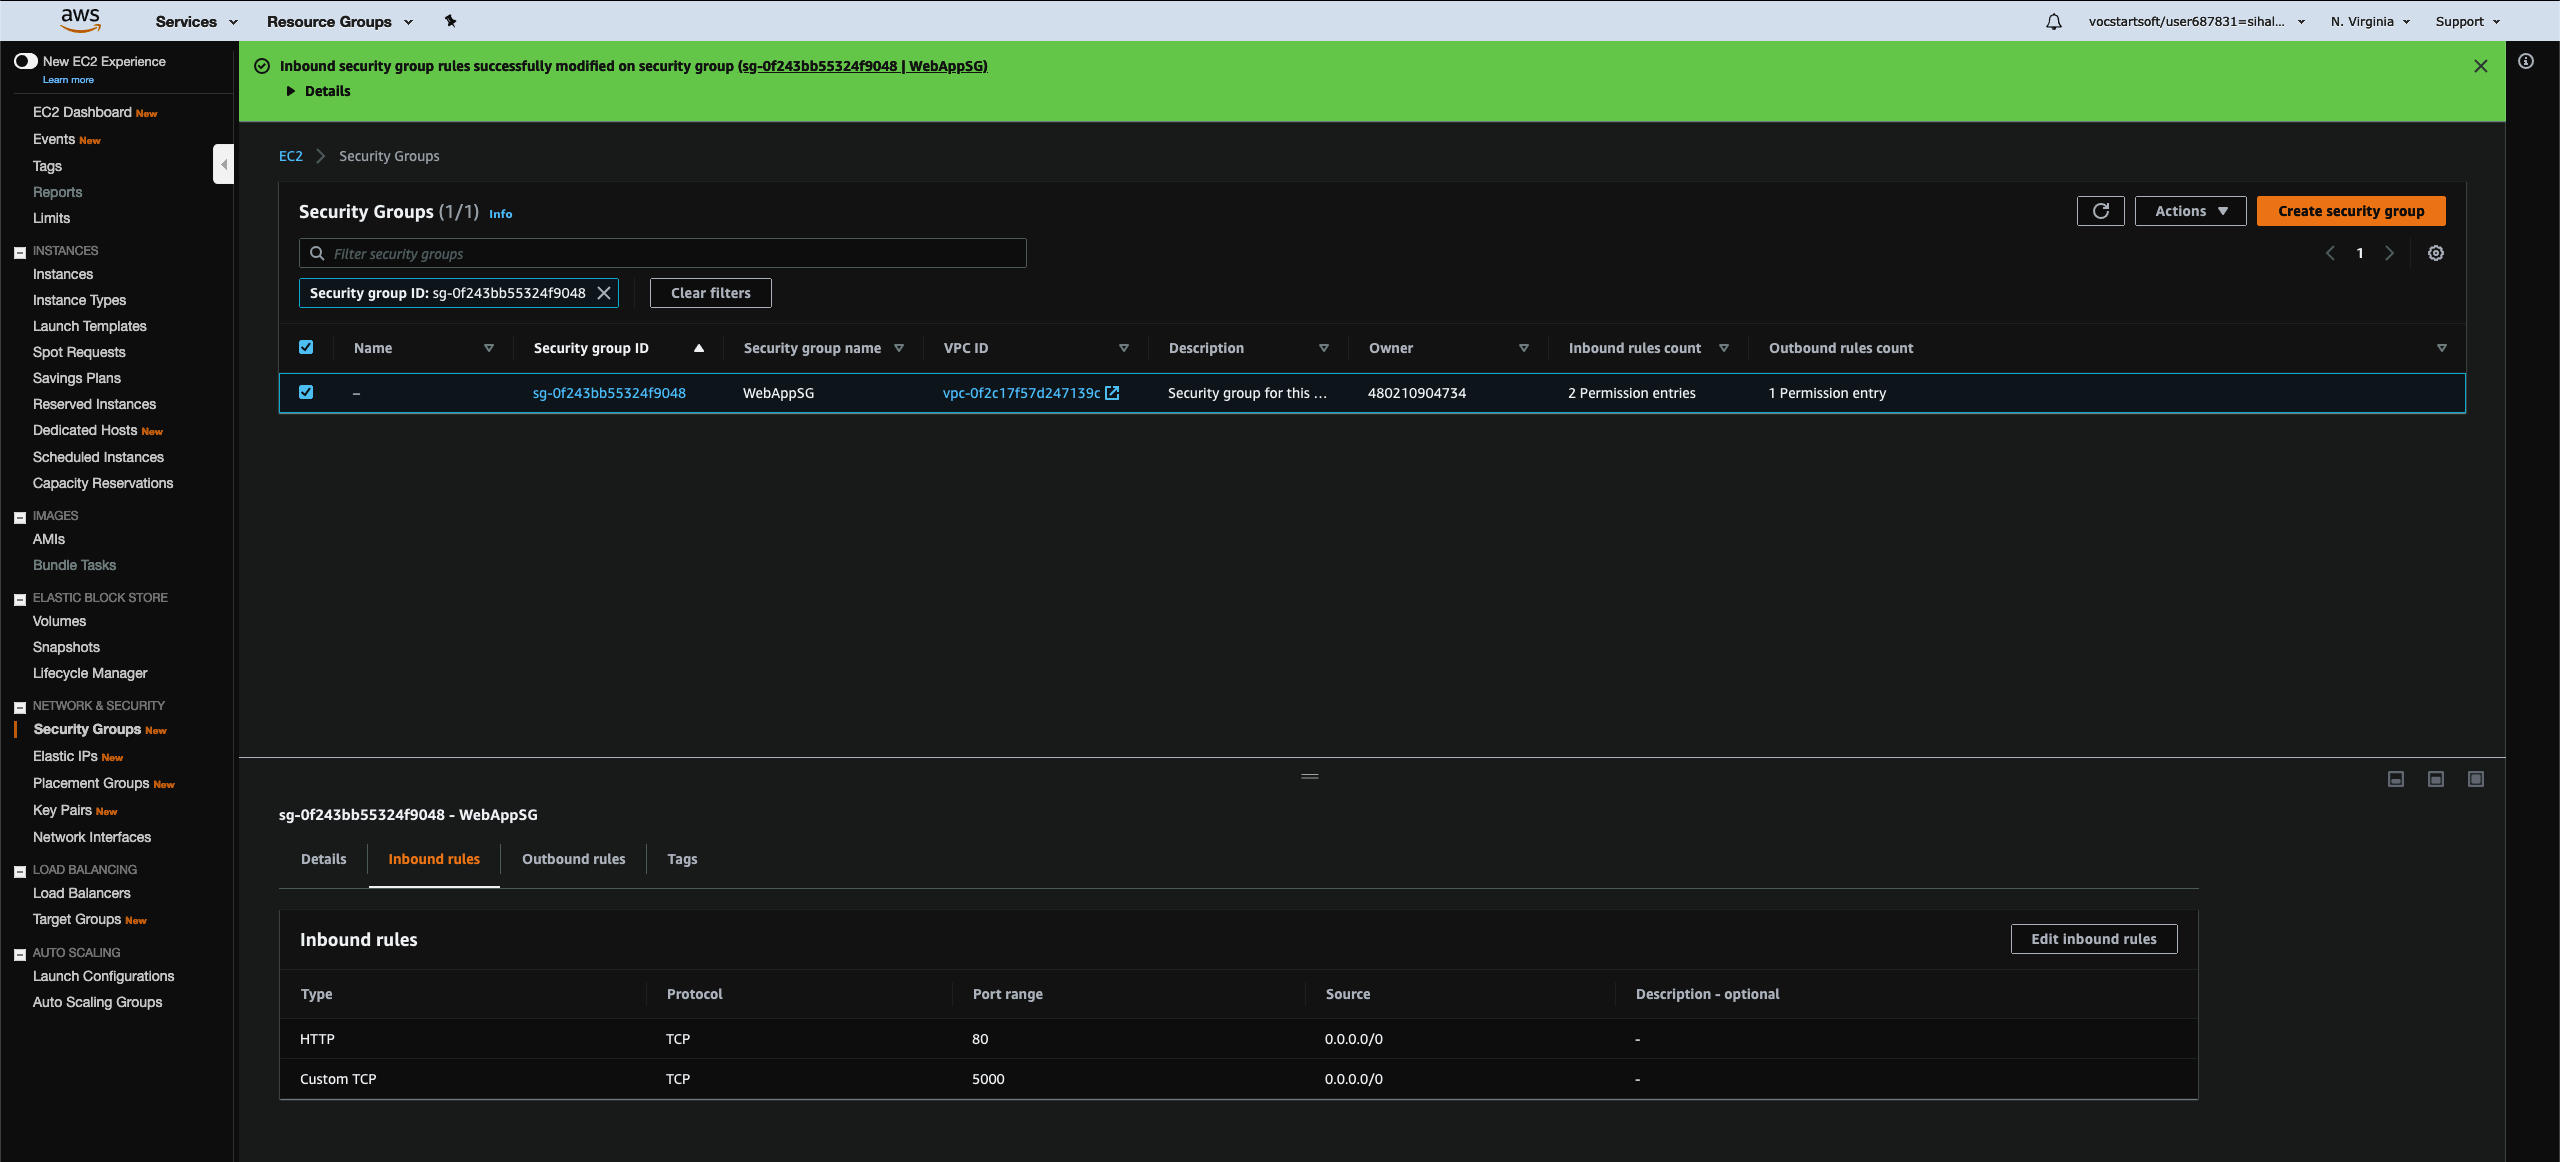 aws
Services
Resource Groups
vocstartsoft/user687831=sihal...
N. Virginia
Support
New EC2 Experience
Learn more
EC2 Dashboard New
Events New
Tags
Reports
Limits
INSTANCES
Instances
Instance Types
Launch Templates
Spot Requests
Savings Plans
Reserved Instances
Dedicated Hosts New
Scheduled Instances
Capacity Reservations
IMAGES
AMIs
Bundle Tasks
ELASTIC BLOCK STORE
Volumes
Snapshots
Lifecycle Manager
NETWORK & SECURITY
Security Groups New
Elastic IPs New
Placement Groups New
Key Pairs New
Network Interfaces
LOAD BALANCING
Load Balancers
Target Groups New
AUTO SCALING
Launch Configurations
Auto Scaling Groups
Inbound security group rules successfully modified on security group (sg-0f243bb55324f9048 | WebAppSG)
Details
EC2 Security Groups
Security Groups (1/1) Info
Actions
Create security group
Filter security groups
1
Security group ID: sg-0f243bb55324f9048
Clear filters
Name Security group ID Security group name VPC ID Description Owner Inbound rules count Outbound rules count
– sg-0f243bb55324f9048 WebAppSG vpc-0f2c17f57d247139c Security group for this ... 480210904734 2 Permission entries 1 Permission entry
sg-0f243bb55324f9048 - WebAppSG
Details Inbound rules Outbound rules Tags
Inbound rules
Edit inbound rules
Type Protocol Port range Source Description - optional
HTTP TCP 80 0.0.0.0/0 -
Custom TCP TCP 5000 0.0.0.0/0 -